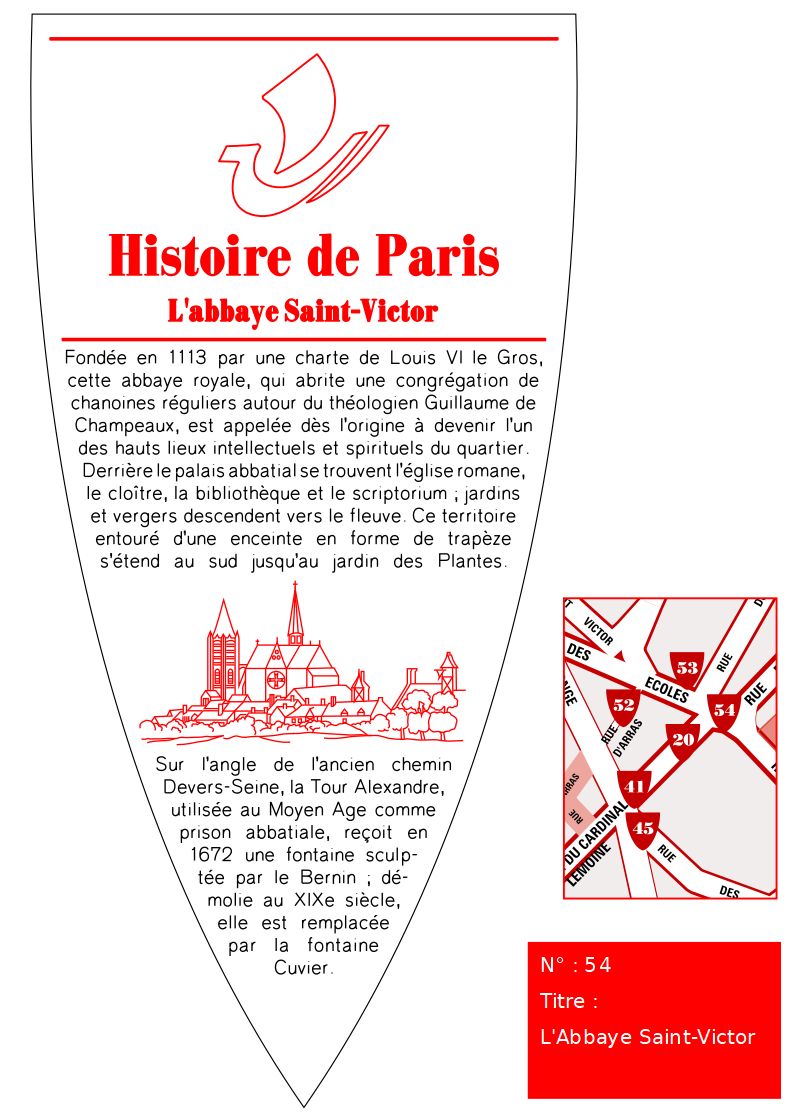 Histoire de Paris
L'abbaye Saint-Victor
Fondée en 1113 par une charte de Louis VI le Gros,
cette abbaye royale, qui abrite une congrégation de
chanoines réguliers autour du théologien Guillaume de
Champeaux, est appelée dès l'origine à devenir l'un
des hauts lieux intellectuels et spirituels du quartier.
Derrière le palais abbatial se trouvent l'église romane,
le cloître, la bibliothèque et le scriptorium ; jardins
et vergers descendent vers le fleuve. Ce territoire
entouré d'une enceinte en forme de trapèze
s'étend au sud jusqu'au jardin des Plantes.
Sur l'angle de l'ancien chemin
Devers-Seine, la Tour Alexandre,
utilisée au Moyen Age comme
prison abbatiale, reçoit en
1672 une fontaine sculp-
tée par le Bernin ; dé-
molie au XIXe siècle,
elle est remplacée
par la fontaine
Cuvier.
T
VICTOR
D
DES
ECOLES
RUE
RUE
53
52
54
20
RUE
D'ARRAS
41
45
RUE
DU CARDINAL
LEMOINE
RUE
DES
N° : 54
Titre :
L'Abbaye Saint-Victor